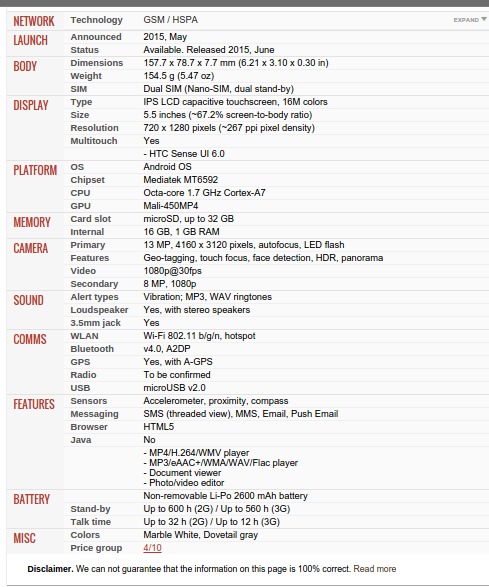 NETWORK Technology GSM / HSPA EXPAND ▼
LAUNCH Announced 2015, May
Status Available. Released 2015, June
BODY Dimensions 157.7 x 78.7 x 7.7 mm (6.21 x 3.10 x 0.30 in)
Weight 154.5 g (5.47 oz)
SIM Dual SIM (Nano-SIM, dual stand-by)
DISPLAY Type IPS LCD capacitive touchscreen, 16M colors
Size 5.5 inches (~67.2% screen-to-body ratio)
Resolution 720 x 1280 pixels (~267 ppi pixel density)
Multitouch Yes
- HTC Sense UI 6.0
PLATFORM OS Android OS
Chipset Mediatek MT6592
CPU Octa-core 1.7 GHz Cortex-A7
GPU Mali-450MP4
MEMORY Card slot microSD, up to 32 GB
Internal 16 GB, 1 GB RAM
CAMERA Primary 13 MP, 4160 x 3120 pixels, autofocus, LED flash
Features Geo-tagging, touch focus, face detection, HDR, panorama
Video 1080p@30fps
Secondary 8 MP, 1080p
SOUND Alert types Vibration; MP3, WAV ringtones
Loudspeaker Yes, with stereo speakers
3.5mm jack Yes
COMMS WLAN Wi-Fi 802.11 b/g/n, hotspot
Bluetooth v4.0, A2DP
GPS Yes, with A-GPS
Radio To be confirmed
USB microUSB v2.0
FEATURES Sensors Accelerometer, proximity, compass
Messaging SMS (threaded view), MMS, Email, Push Email
Browser HTML5
Java No
- MP4/H.264/WMV player
- MP3/eAAC+/WMA/WAV/Flac player
- Document viewer
- Photo/video editor
BATTERY Non-removable Li-Po 2600 mAh battery
Stand-by Up to 600 h (2G) / Up to 560 h (3G)
Talk time Up to 32 h (2G) / Up to 12 h (3G)
MISC Colors Marble White, Dovetail gray
Price group 4/10
Disclaimer. We can not guarantee that the information on this page is 100% correct. Read more